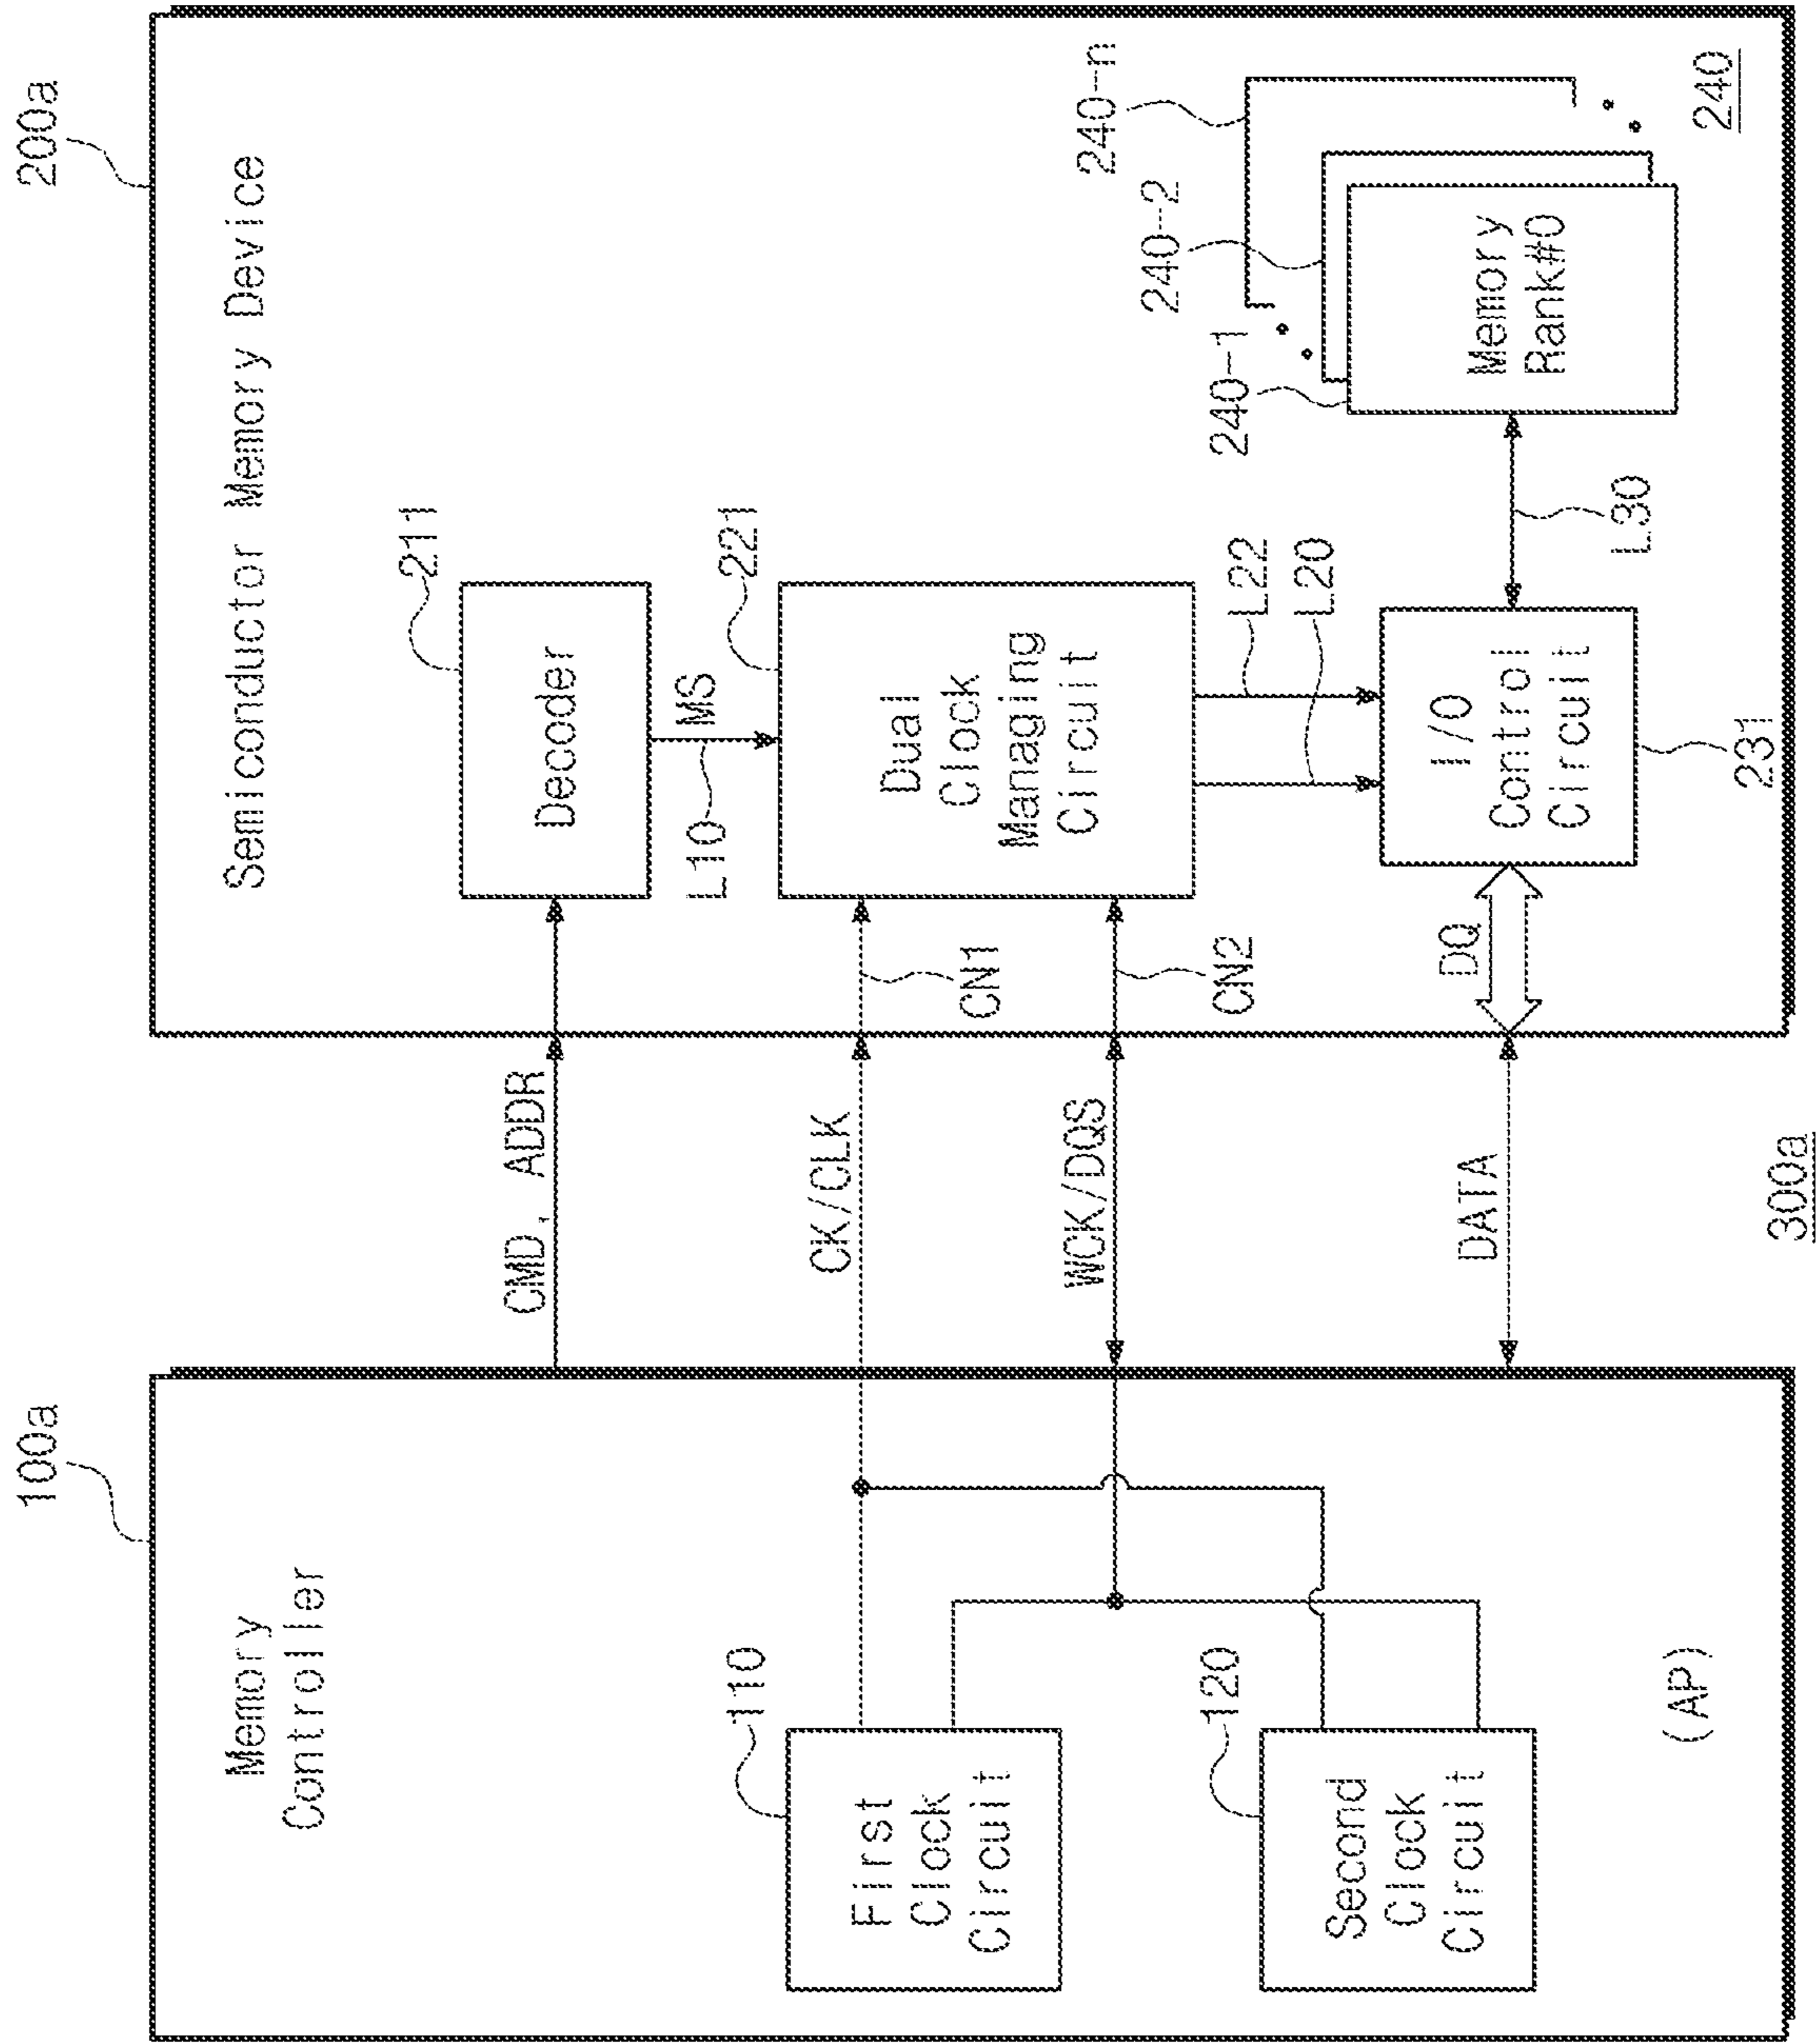 100a
200a
Memory
Controller
Semiconductor Memory Device
CMD, ADDR
Decoder
211
MS
L10
110
First
Clock
Circuit
CK/CLK
CN1
221
Dual
Clock
Managing
Circuit
WCK/DQS
CN2
L22
L20
120
Second
Clock
Circuit
DATA
DQ
I/O
Control
Circuit
231
L30
240-1
240-2
240-n
Memory
Rank#0
240
(AP)
300a